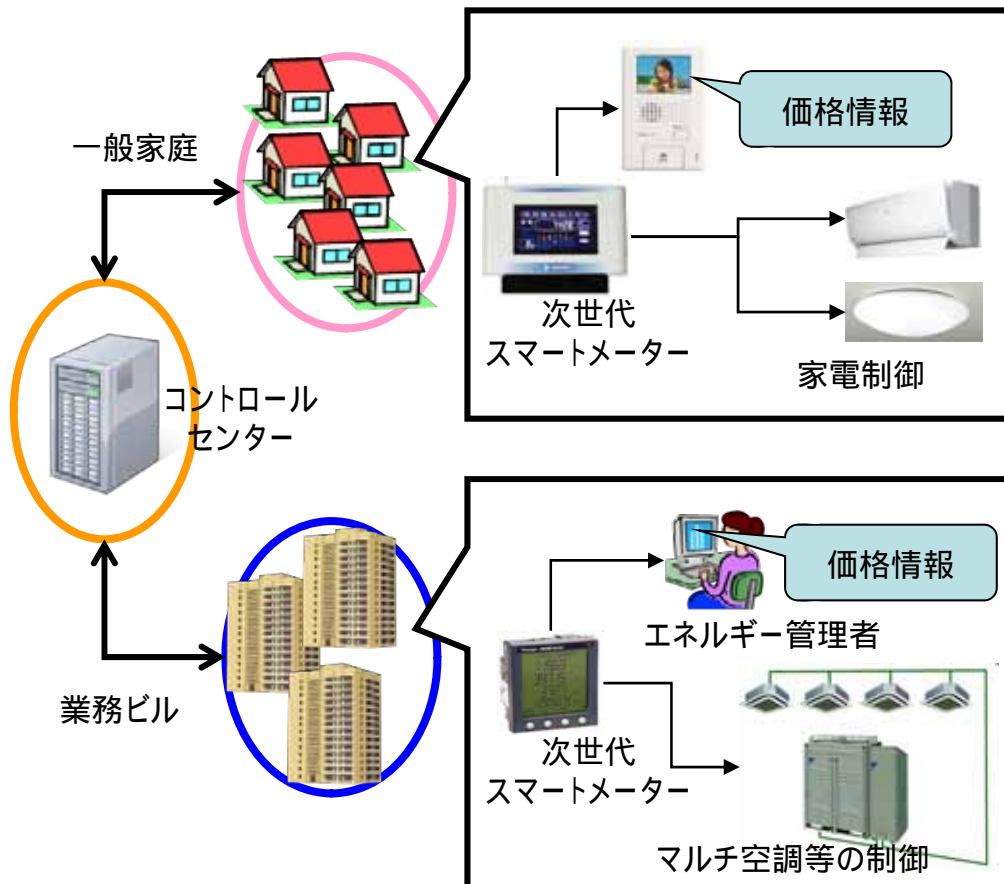 価格情報
一般家庭
次世代
スマートメーター
家電制御
コントロール
センター
価格情報
エネルギー管理者
業務ビル
次世代
スマートメーター
マルチ空調等の制御